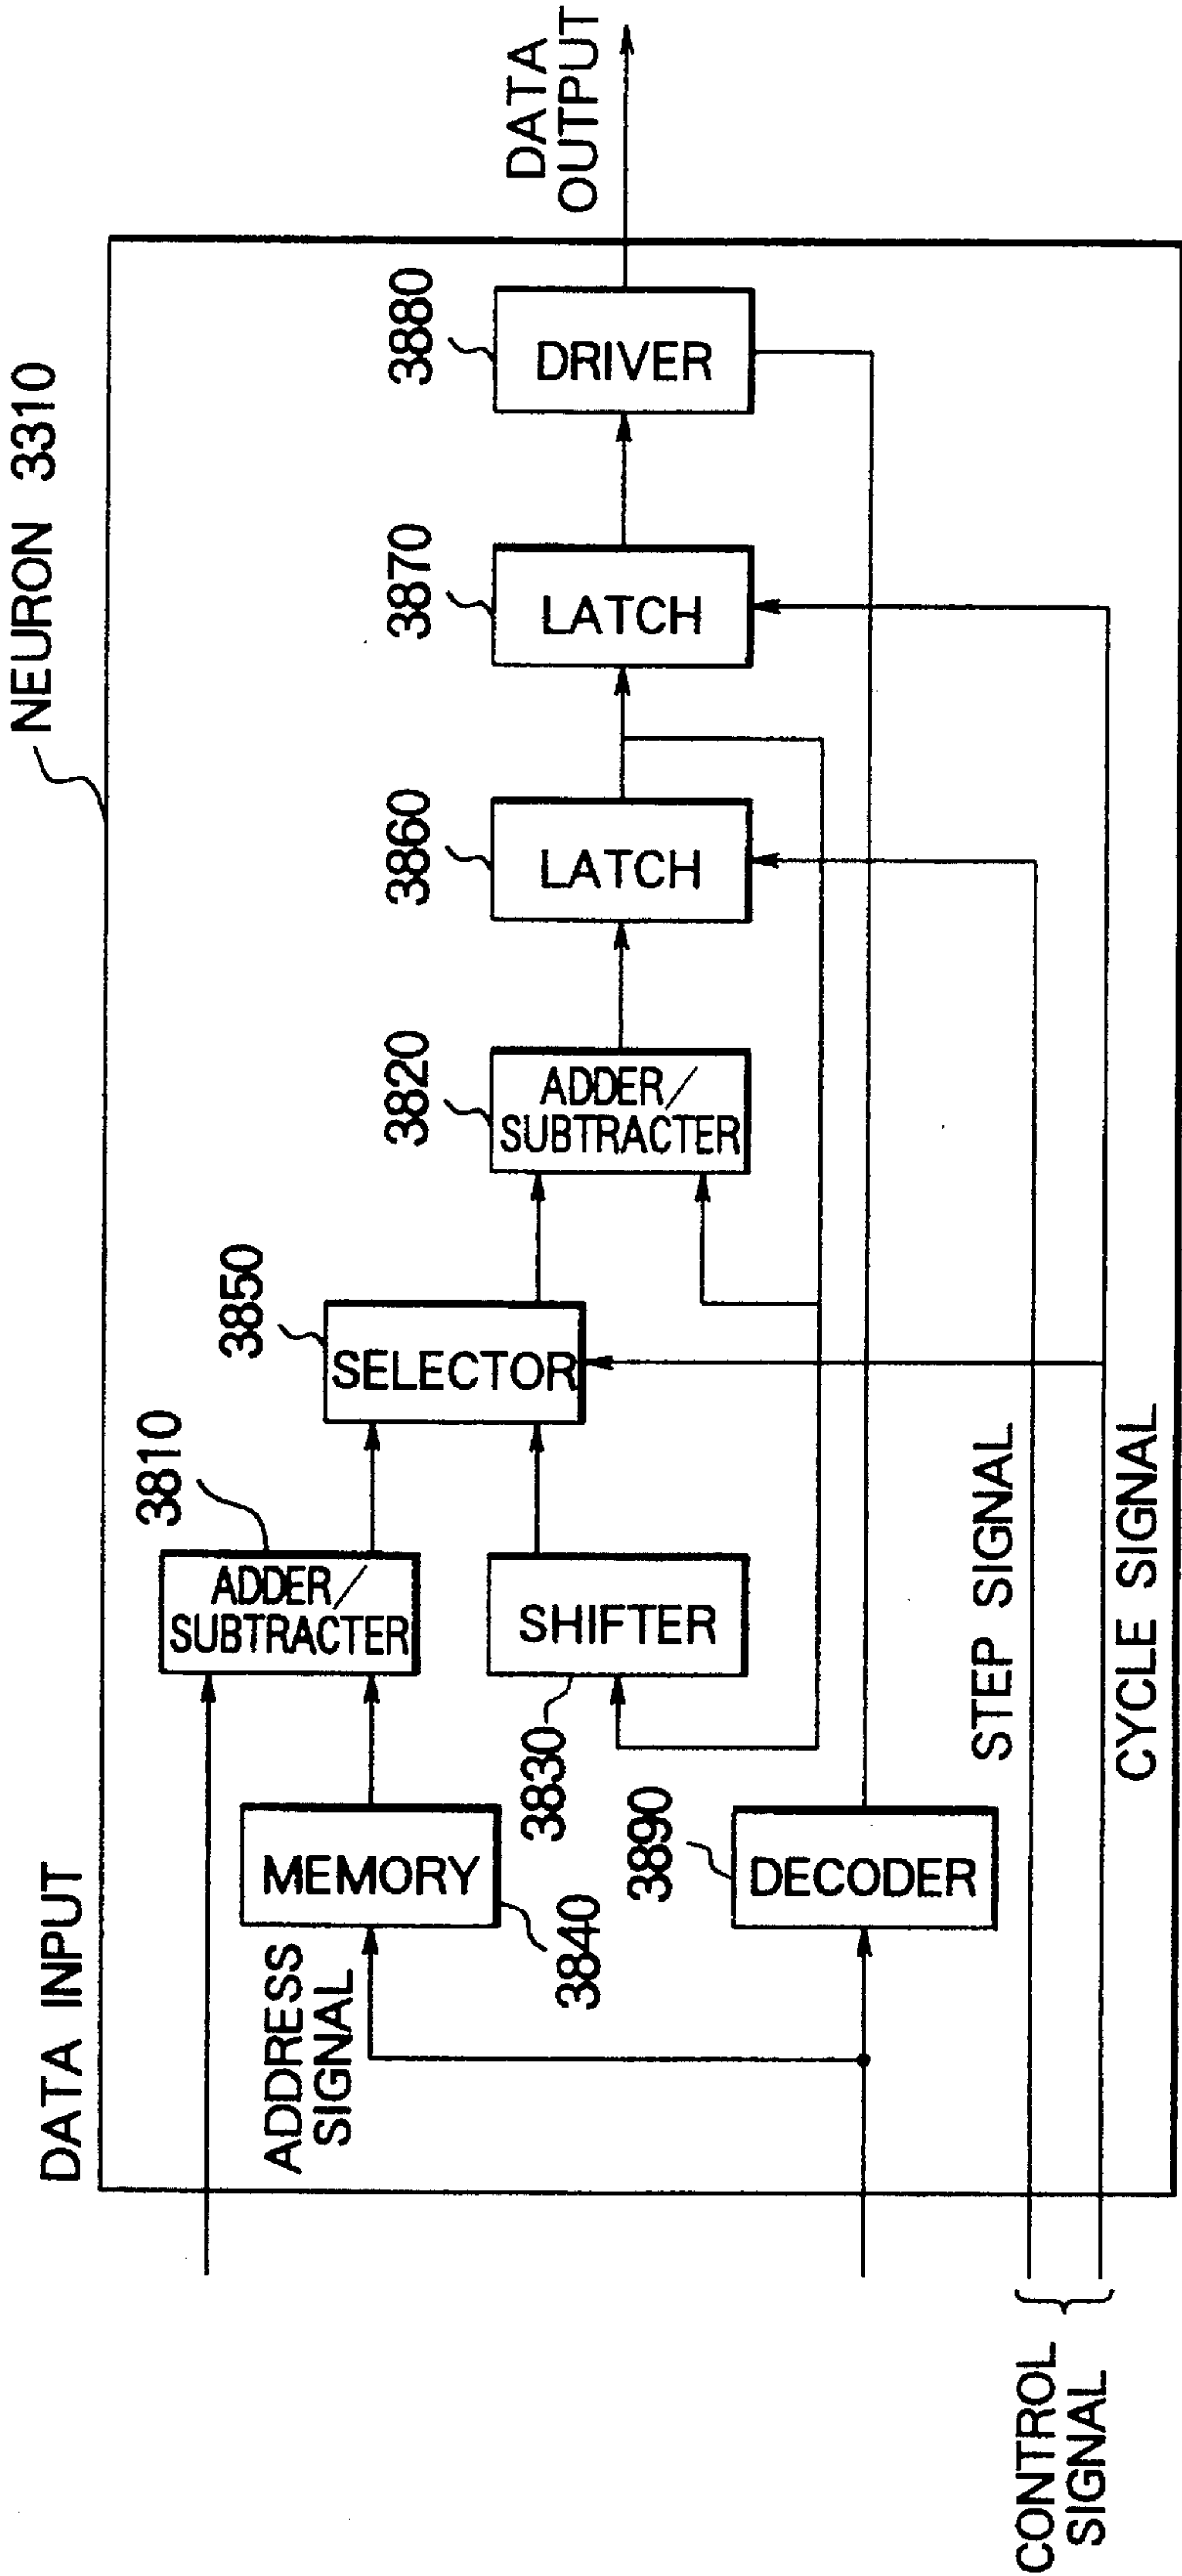 NEURON 3310
DATA INPUT
DATA
OUTPUT
3810
ADDER/
SUBTRACTER
3850
SELECTOR
MEMORY
3840
ADDRESS
SIGNAL
SHIFTER
3830
3820
ADDER/
SUBTRACTER
3860
LATCH
3870
LATCH
3880
DRIVER
3890
DECODER
STEP SIGNAL
CYCLE SIGNAL
CONTROL
SIGNAL